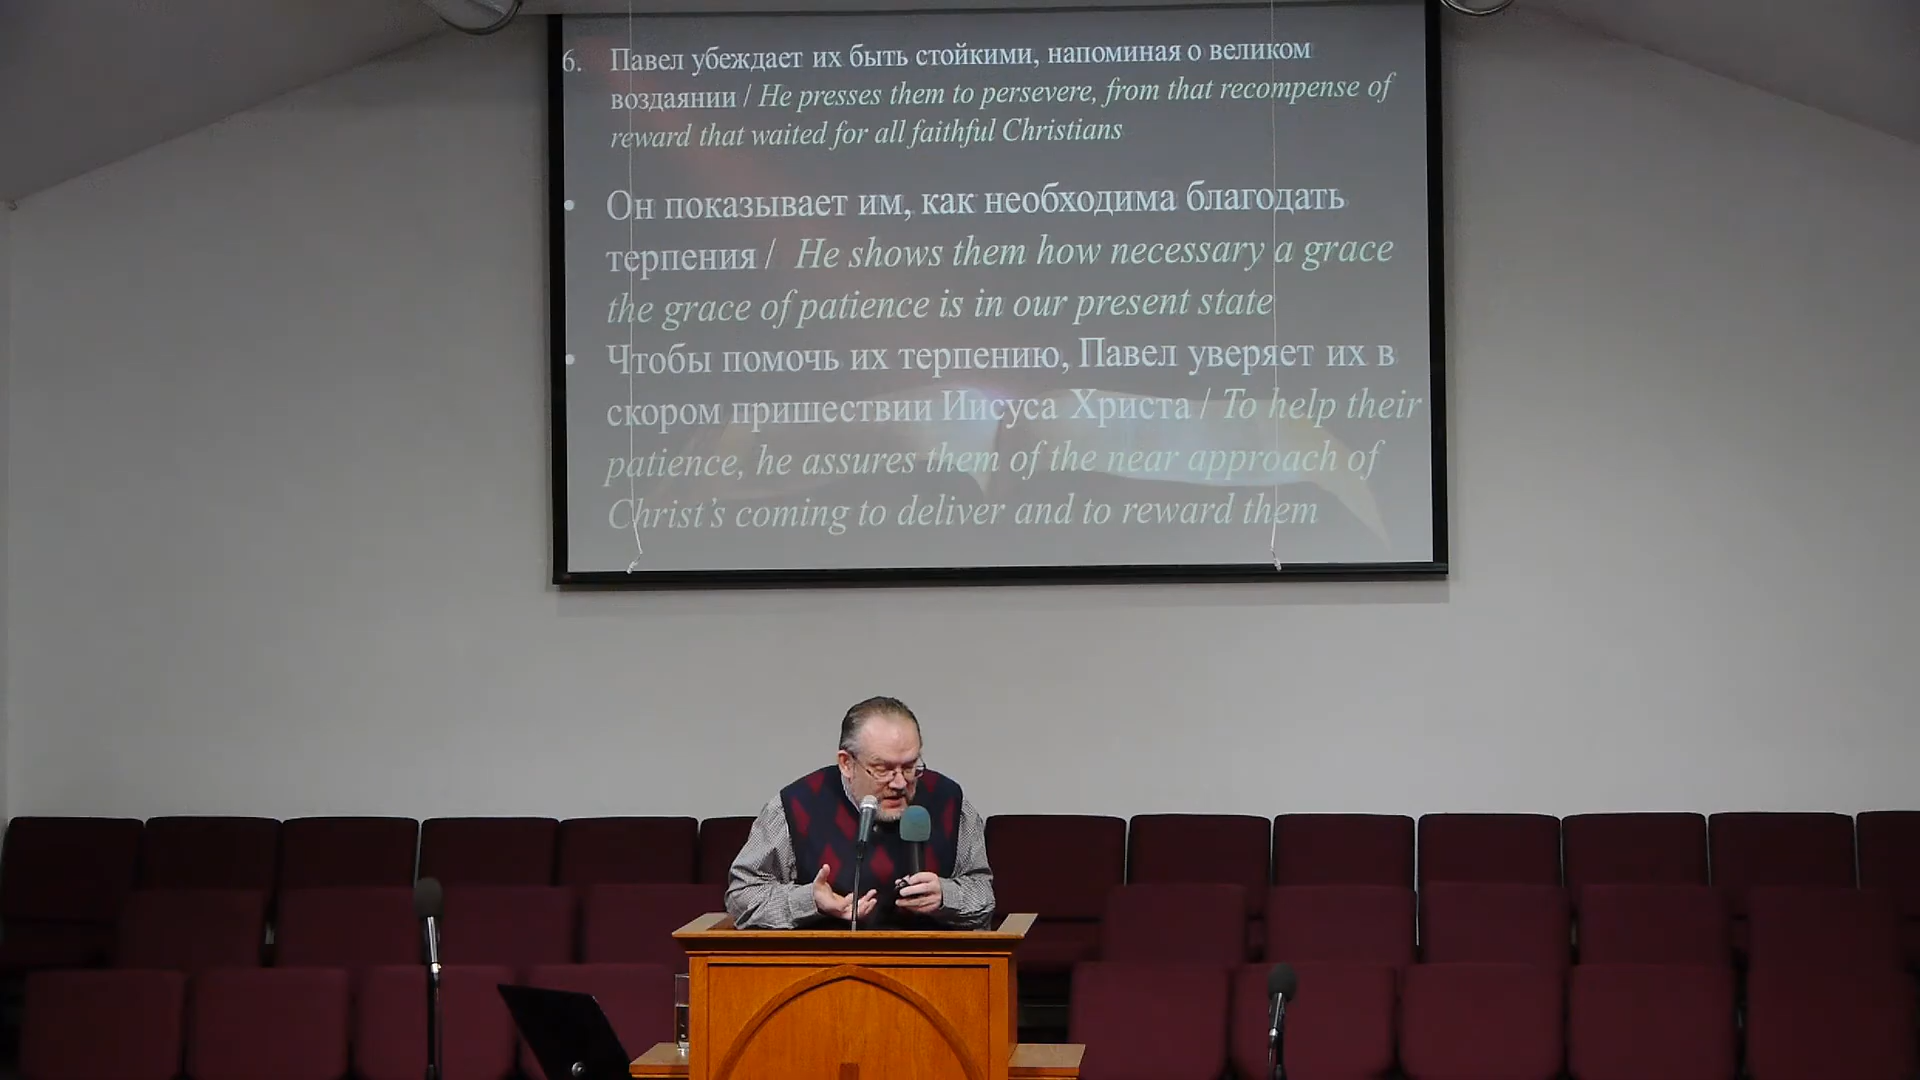 6. Павел убеждает их быть стойкими, напоминая о великом
воздаянии / He presses them to persevere, from that recompense of
reward that waited for all faithful Christians
• Он показывает им, как необходима благодать
терпения / He shows them how necessary a grace
the grace of patience is in our present state
• Чтобы помочь их терпению, Павел уверяет их в
скором пришествии Иисуса Христа / To help their
patience, he assures them of the near approach of
Christ’s coming to deliver and to reward them